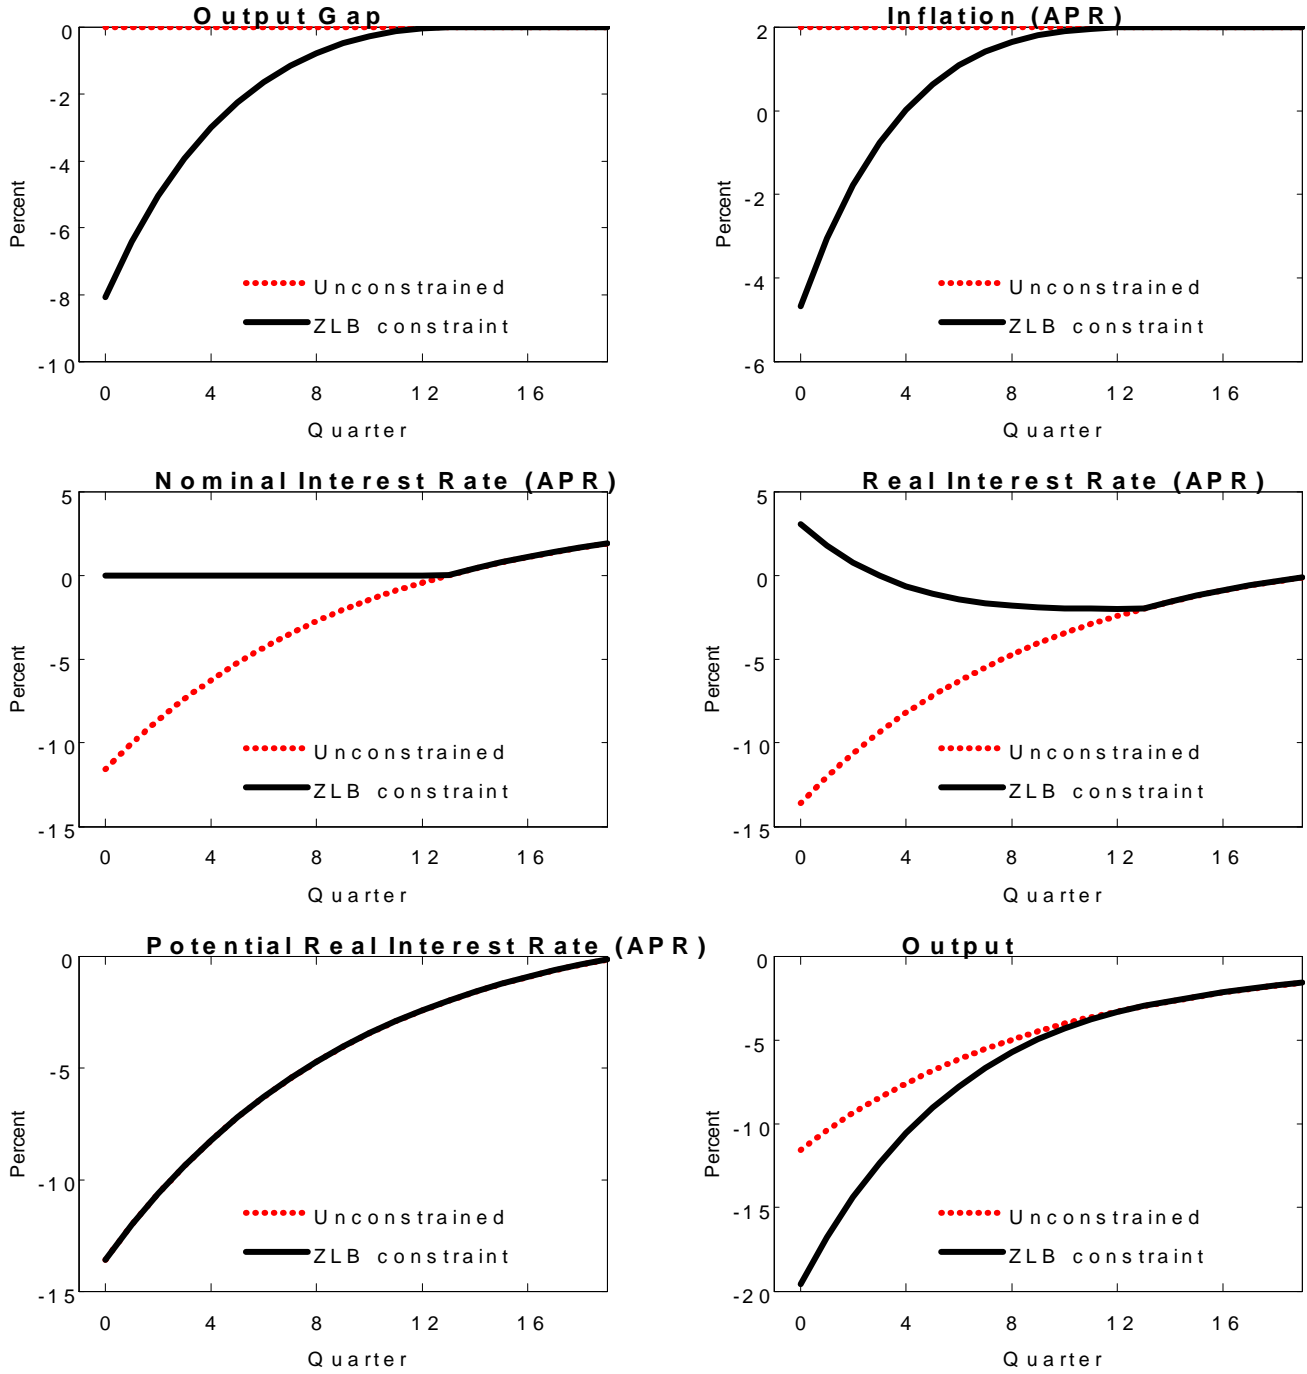 Output Gap
0
-2
-4
-6
-8
-10
Percent
Unconstrained
ZLB constraint
0 4 8 12 16
Quarter
Inflation (APR)
2
0
-2
-4
-6
Percent
Unconstrained
ZLB constraint
0 4 8 12 16
Quarter
Nominal Interest Rate (APR)
5
0
-5
-10
-15
Percent
Unconstrained
ZLB constraint
0 4 8 12 16
Quarter
Real Interest Rate (APR)
5
0
-5
-10
-15
Percent
Unconstrained
ZLB constraint
0 4 8 12 16
Quarter
Potential Real Interest Rate (APR)
0
-5
-10
-15
Percent
Unconstrained
ZLB constraint
0 4 8 12 16
Quarter
Output
0
-5
-10
-15
-20
Percent
Unconstrained
ZLB constraint
0 4 8 12 16
Quarter